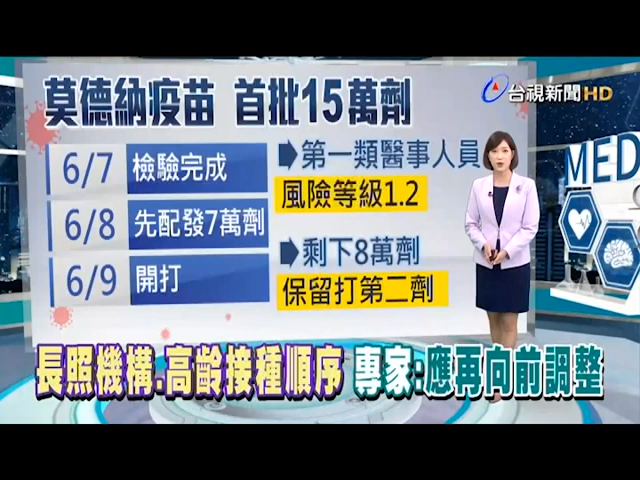 莫德納疫苗 首批15萬劑
台視新聞HD
6/7 檢驗完成
6/8 先配發7萬劑
6/9 開打
第一類醫事人員
風險等級1.2
剩下8萬劑
保留打第二劑
MED
長照機構.高齡接種順序 專家:應再向前調整